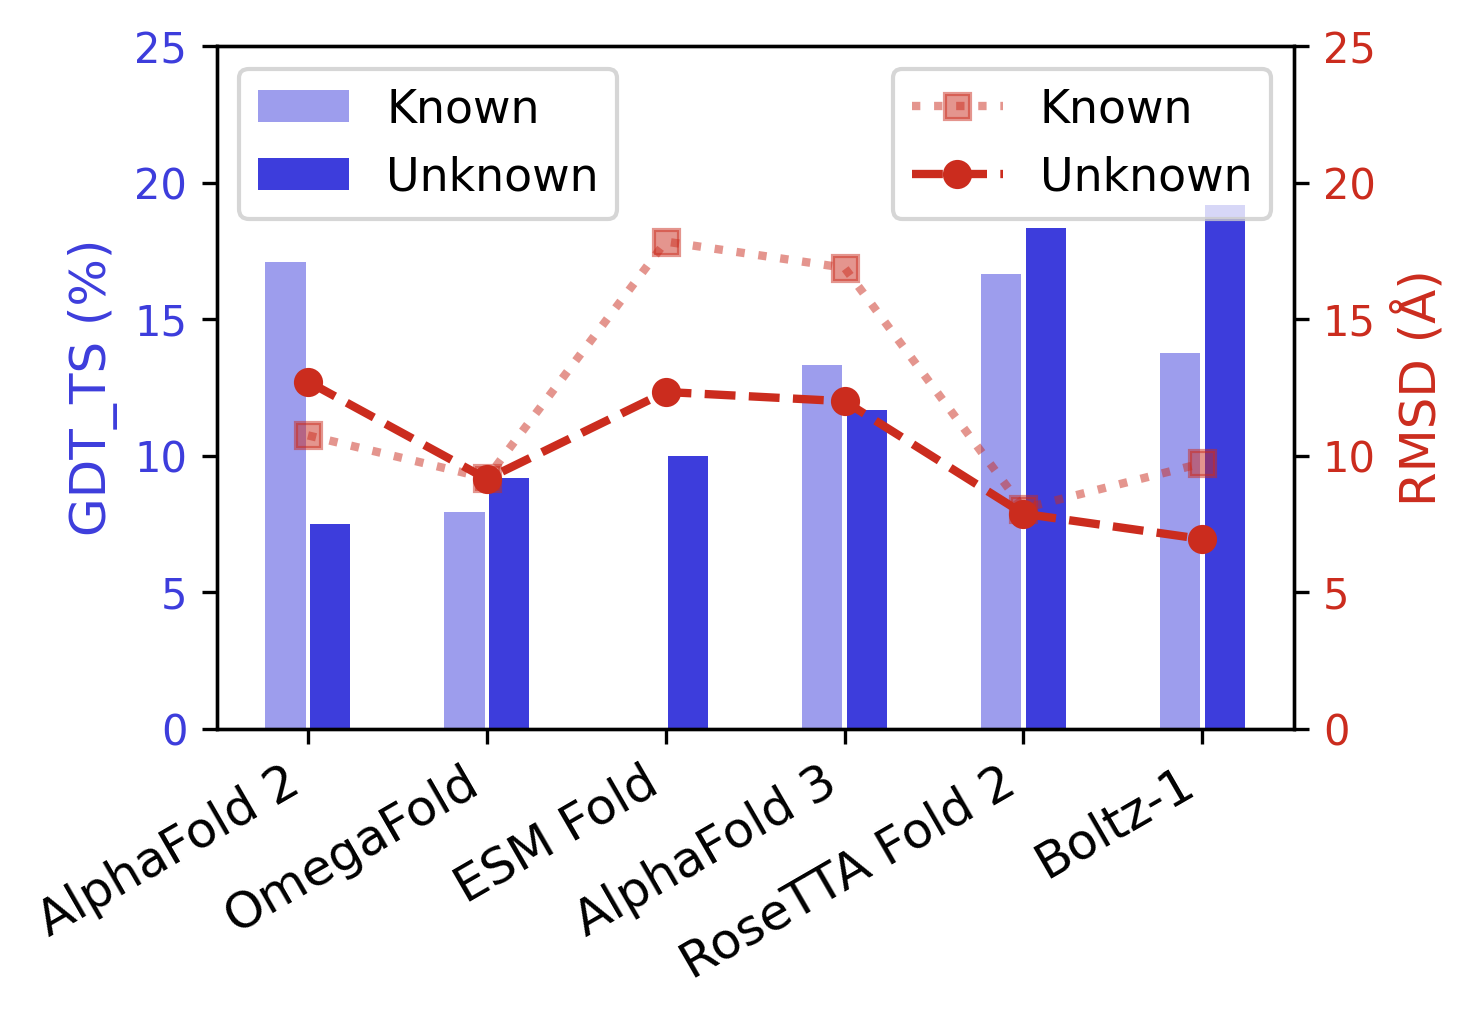 GDT_TS (%)
25
20
15
10
5
0
Known
Unknown
Known
Unknown
25
20
15
10
5
0
RMSD (Å)
AlphaFold 2
OmegaFold
ESM Fold
AlphaFold 3
RoseTTA Fold 2
Boltz-1